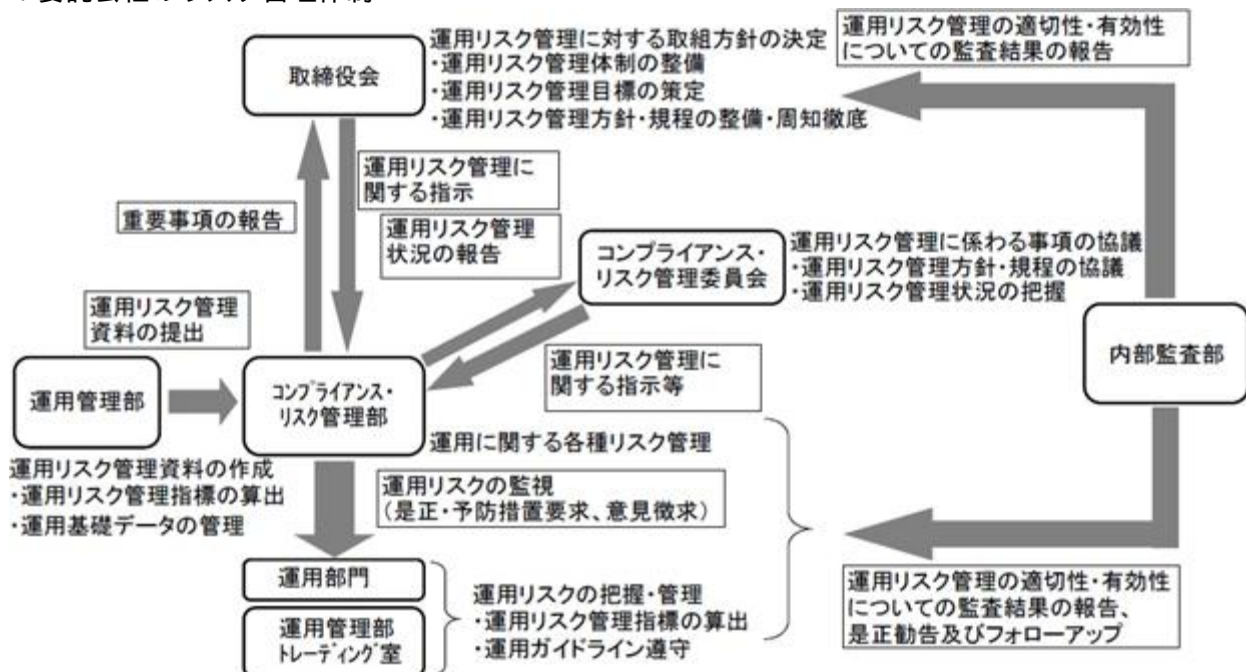 取締役会
運用リスク管理に対する取組方針の決定
・運用リスク管理体制の整備
・運用リスク管理目標の策定
・運用リスク管理方針・規程の整備・周知徹底
運用リスク管理の適切性・有効性
についての監査結果の報告
重要事項の報告
運用リスク管理に
関する指示
運用リスク管理
状況の報告
コンプライアンス・
リスク管理委員会
運用リスク管理に係わる事項の協議
・運用リスク管理方針・規程の協議
・運用リスク管理状況の把握
運用リスク管理
資料の提出
運用リスク管理に
関する指示等
内部監査部
運用管理部
コンプライアンス・
リスク管理部
運用に関する各種リスク管理
運用リスク管理資料の作成
・運用リスク管理指標の算出
・運用基礎データの管理
運用リスクの監視
（是正・予防措置要求、意見徴求）
運用部門
運用管理部
トレーディング室
運用リスクの把握・管理
・運用リスク管理指標の算出
・運用ガイドライン遵守
運用リスク管理の適切性・有効性
についての監査結果の報告、
是正勧告及びフォローアップ